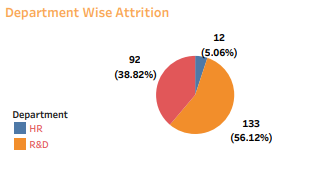 Department Wise Attrition
12
(5.06%)
92
(38.82%)
133
(56.12%)
Department
HR
R&D